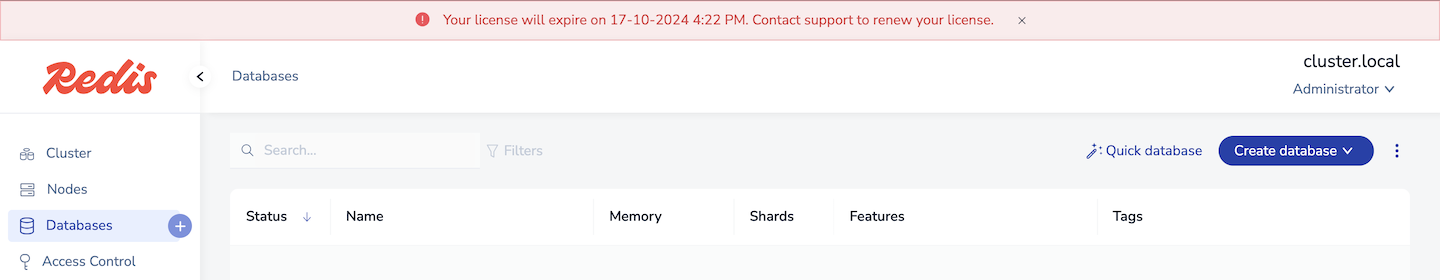 Your license will expire on 17-10-2024 4:22 PM. Contact support to renew your license.
Redis
Databases
cluster.local
Administrator
Cluster
Nodes
Databases
Access Control
Search...
Filters
Quick database
Create database
Status
Name
Memory
Shards
Features
Tags